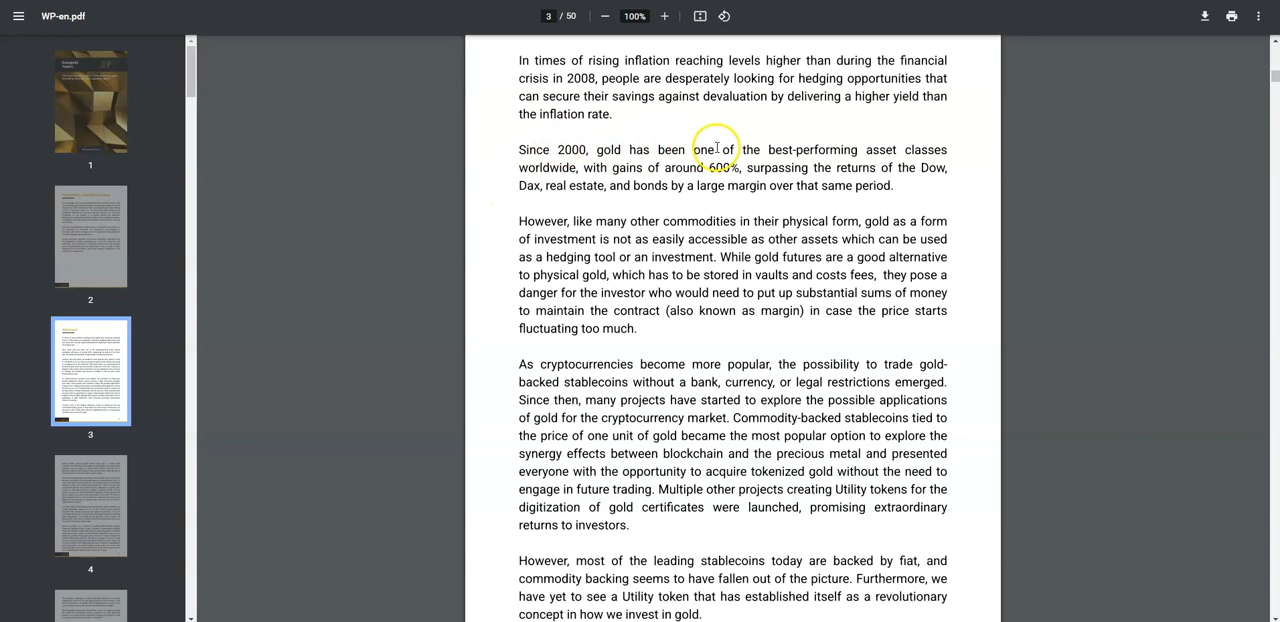 WP-en.pdf
3 / 50
100%
In times of rising inflation reaching levels higher than during the financial
crisis in 2008, people are desperately looking for hedging opportunities that
can secure their savings against devaluation by delivering a higher yield than
the inflation rate.
Since 2000, gold has been one of the best-performing asset classes
worldwide, with gains of around 600%, surpassing the returns of the Dow,
Dax, real estate, and bonds by a large margin over that same period.
However, like many other commodities in their physical form, gold as a form
of investment is not as easily accessible as other assets which can be used
as a hedging tool or an investment. While gold futures are a good alternative
to physical gold, which has to be stored in vaults and costs fees, they pose a
danger for the investor who would need to put up substantial sums of money
to maintain the contract (also known as margin) in case the price starts
fluctuating too much.
As cryptocurrencies become more popular, the possibility to trade gold-
backed stablecoins without a bank, currency, or restrictions emerged.
Since then, many projects have started to explore the possible applications
of gold for the cryptocurrency market. Commodity-backed stablecoins tied to
the price of one unit of gold became the most popular option to explore the
synergy effects between blockchain and the precious metal and presented
everyone with the opportunity to acquire tokenized gold without the need to
engage in future trading. Multiple other projects creating Utility tokens for the
digitization of gold certificates were launched, promising extraordinary
returns to investors.
However, most of the leading stablecoins today are backed by fiat, and
commodity backing seems to have fallen out of the picture. Furthermore, we
have yet to see a Utility token that has established itself as a revolutionary
concept in how we invest in gold.
1
2
3
4